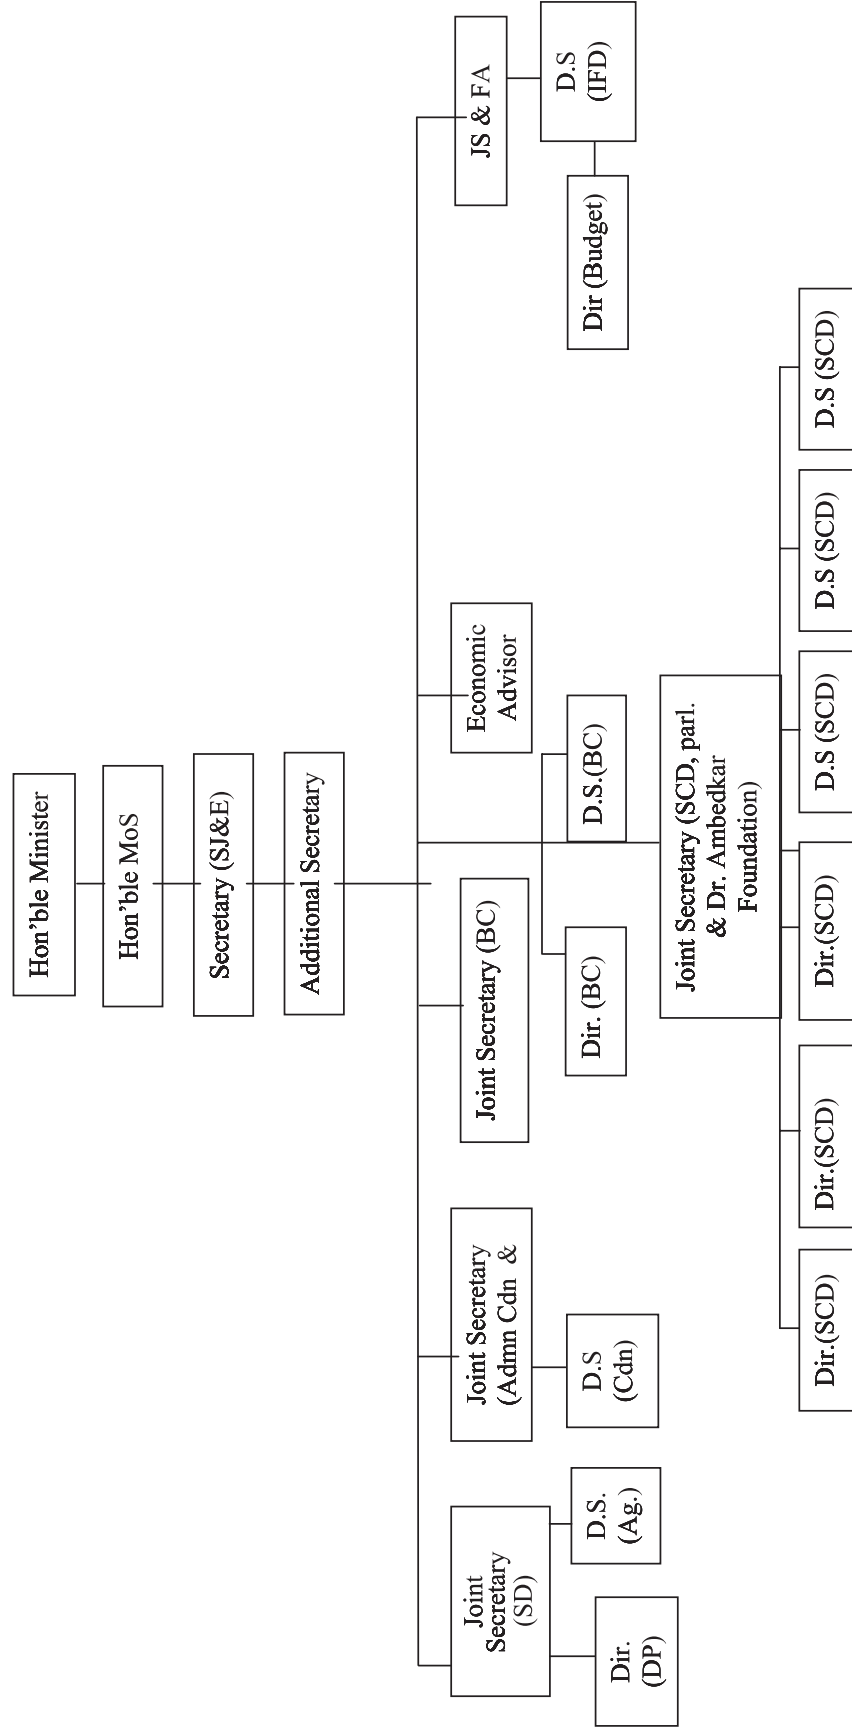 Hon'ble Minister
Hon'ble MoS
Secretary (SJ&E)
Additional Secretary
Joint
Secretary
(SD)
Joint Secretary
(Admn Cdn &
Joint Secretary (BC)
Economic
Advisor
JS & FA
Dir.
(DP)
D.S.
(Ag.)
D.S
(Cdn)
Dir. (BC)
D.S.(BC)
Dir (Budget)
D.S
(IFD)
Joint Secretary (SCD, parl.
& Dr. Ambedkar
Foundation)
Dir.(SCD)
Dir.(SCD)
Dir.(SCD)
D.S (SCD)
D.S (SCD)
D.S (SCD)